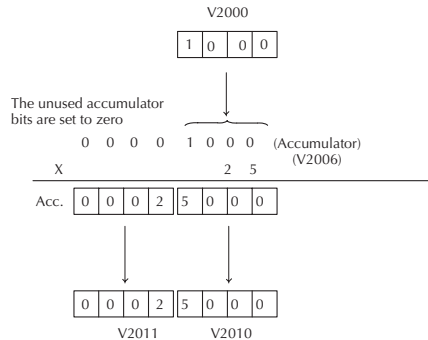 V2000
1 0 0 0
The unused accumulator
bits are set to zero
0 0 0 0 1 0 0 0 (Accumulator)
(V2006)
X 2 5
Acc. 0 0 0 2 5 0 0 0
0 0 0 2 5 0 0 0
V2011 V2010